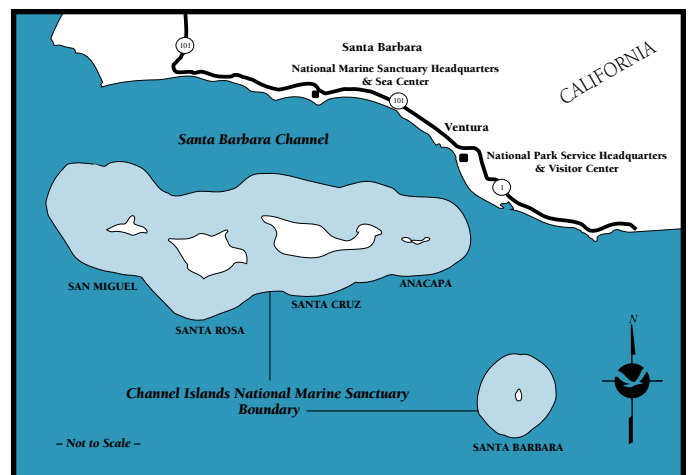 101
Santa Barbara
National Marine Sanctuary Headquarters
& Sea Center
CALIFORNIA
101
Ventura
Santa Barbara Channel
National Park Service Headquarters
& Visitor Center
1
SAN MIGUEL
SANTA ROSA
SANTA CRUZ
ANACAPA
N
Channel Islands National Marine Sanctuary
Boundary
– Not to Scale –
SANTA BARBARA